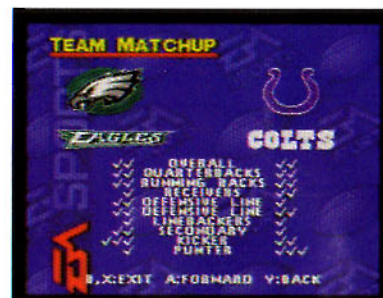 TEAM MATCHUP
EAGLES COLTS
OVERALL
QUARTERBACKS
RUNNING BACKS
RECEIVERS
OFFENSIVE LINE
DEFENSIVE LINE
LINEBACKERS
SECONDARY
KICKER
PUNTER
B,X:EXIT A:FORWARD Y:BACK